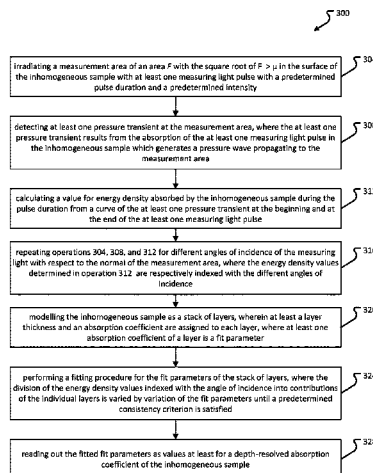 300
irradiating a measurement area of an area F with the square root of F > μ in the surface of
the inhomogeneous sample with at least one measuring light pulse with a predetermined
pulse duration and a predetermined intensity
304
detecting at least one pressure transient at the measurement area, where the at least one
pressure transient results from the absorption of the at least one measuring light pulse in
the inhomogeneous sample which generates a pressure wave propagating to the
measurement area
308
calculating a value for energy density absorbed by the inhomogeneous sample during the
pulse duration from a curve of the at least one pressure transient at the beginning and at
the end of the at least one measuring light pulse
312
repeating operations 304, 308, and 312 for different angles of incidence of the measuring
light with respect to the normal of the measurement area, where the energy density values
determined in operation 312 are respectively indexed with the different angles of
incidence
316
modelling the inhomogeneous sample as a stack of layers, wherein at least a layer
thickness and an absorption coefficient are assigned to each layer, where at least one
absorption coefficient of a layer is a fit parameter
320
performing a fitting procedure for the fit parameters of the stack of layers, where the
division of the energy density values indexed with the angle of incidence into contributions
of the individual layers is varied by variation of the fit parameters until a predetermined
consistency criterion is satisfied
324
reading out the fitted fit parameters as values at least for a depth-resolved absorption
coefficient of the inhomogeneous sample
328